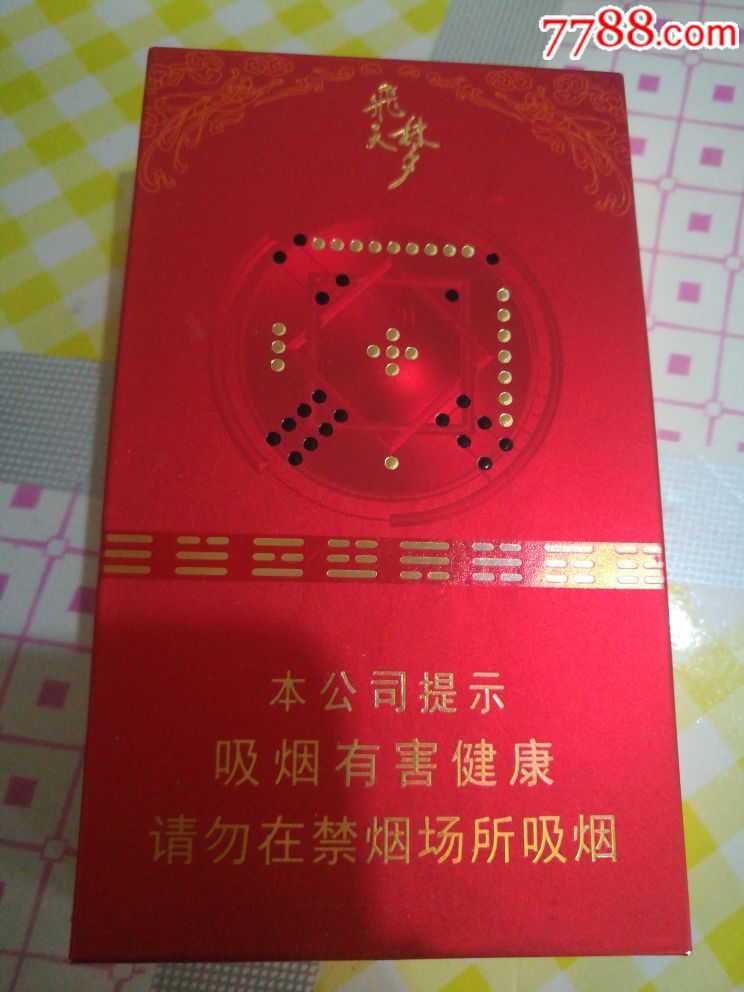 7788.com
飛天梦
本公司提示
吸烟有害健康
请勿在禁烟场所吸烟